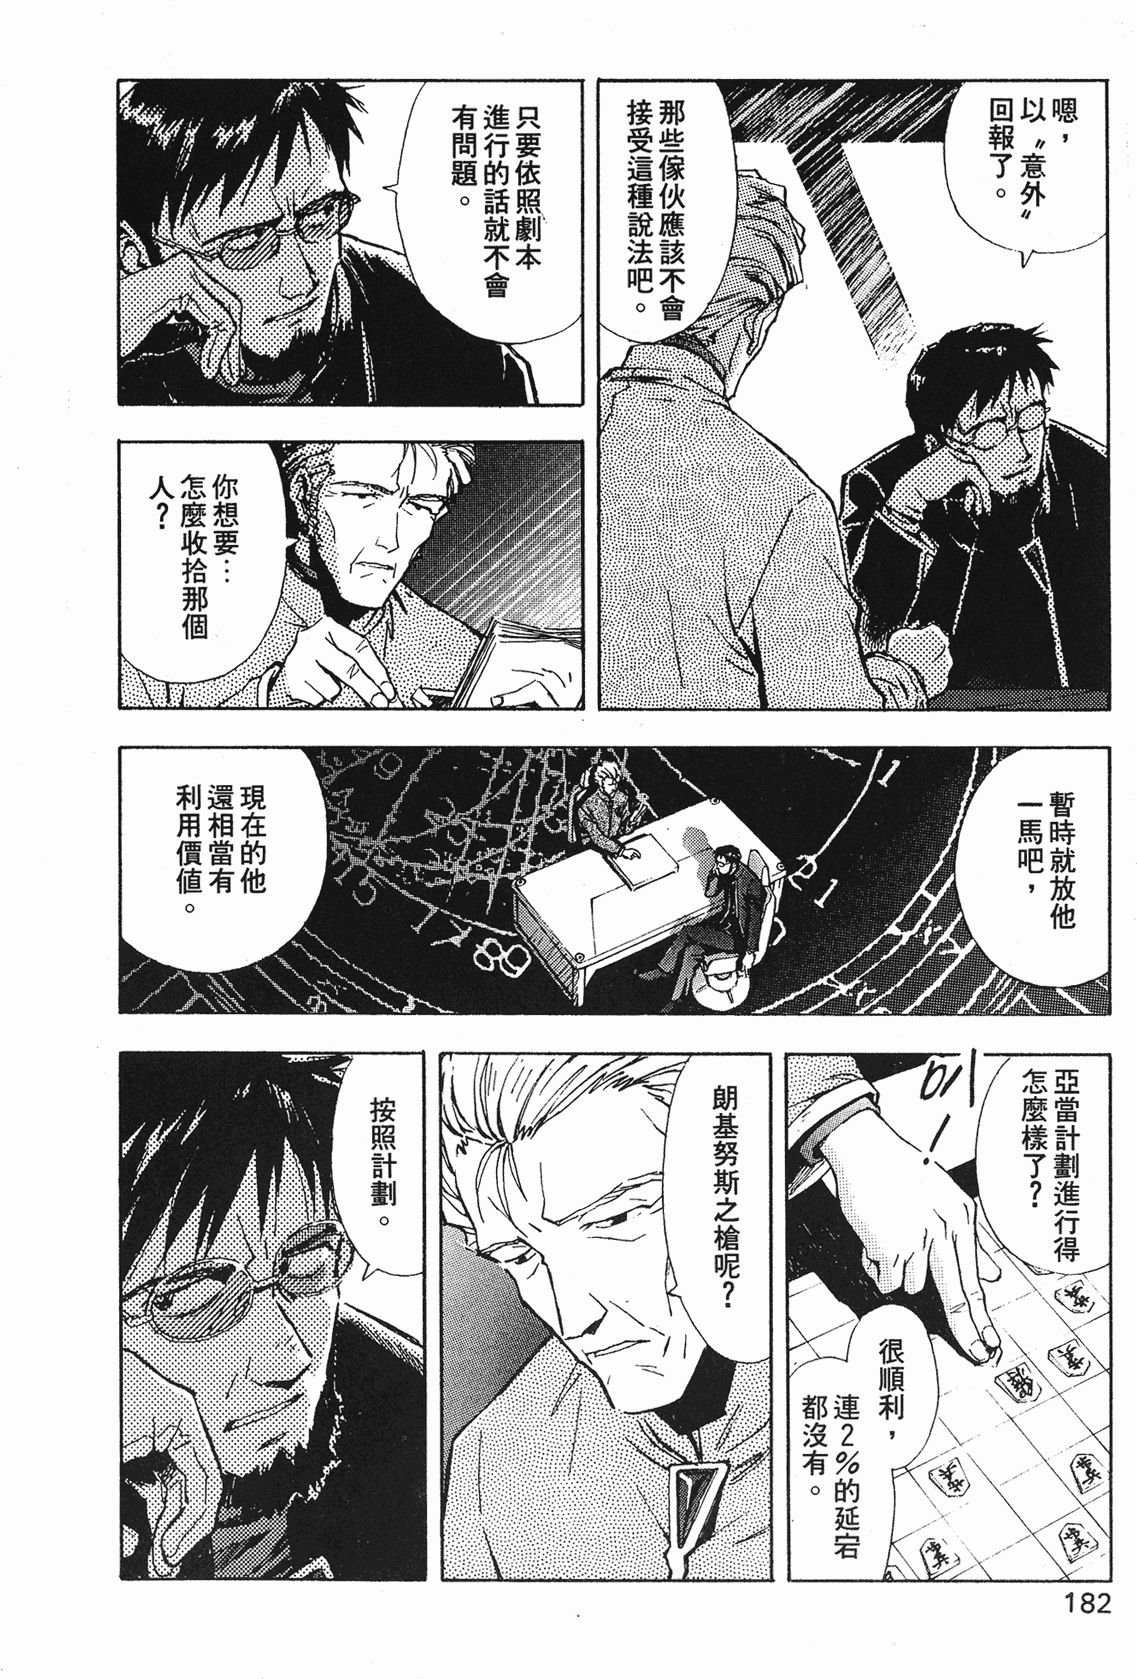 嗯，
以〝意外〞
回報了。
那些傢伙應該不會
接受這種說法吧。
只要依照劇本
進行的話就不會
有問題。
你想要…
怎麼收拾那個
人？
暫時就放他
一馬吧，
現在的他
還相當有
利用價值。
亞當計劃進行得
怎麼樣了？
很順利，
連2%的延宕
都沒有。
朗基努斯之槍呢？
按照計劃。
182